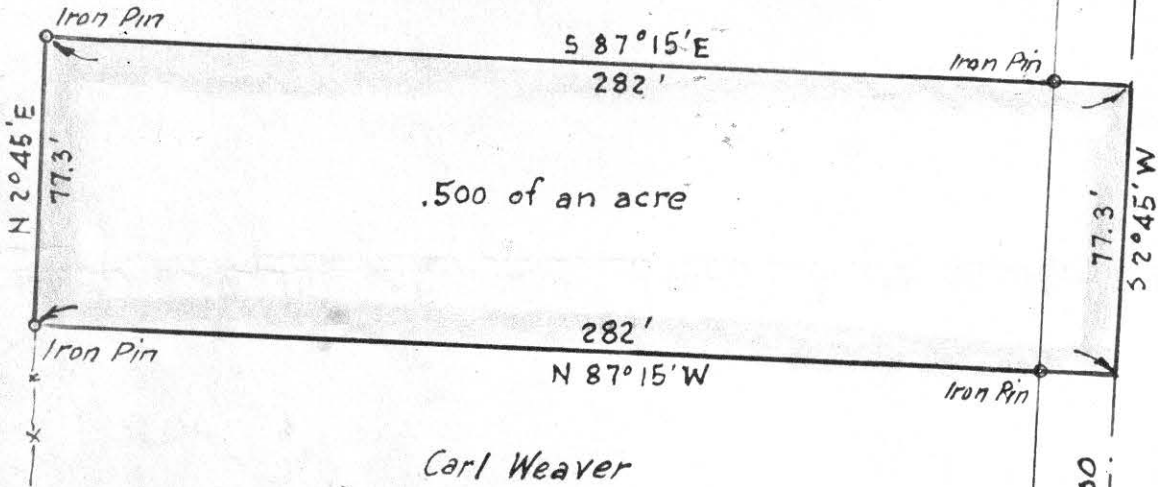 Iron Pin
S 87°15'E
282'
Iron Pin
N 2°45'E
77.3'
.500 of an acre
77.3'
S 2°45'W
Iron Pin
282'
N 87°15'W
Iron Pin
Carl Weaver